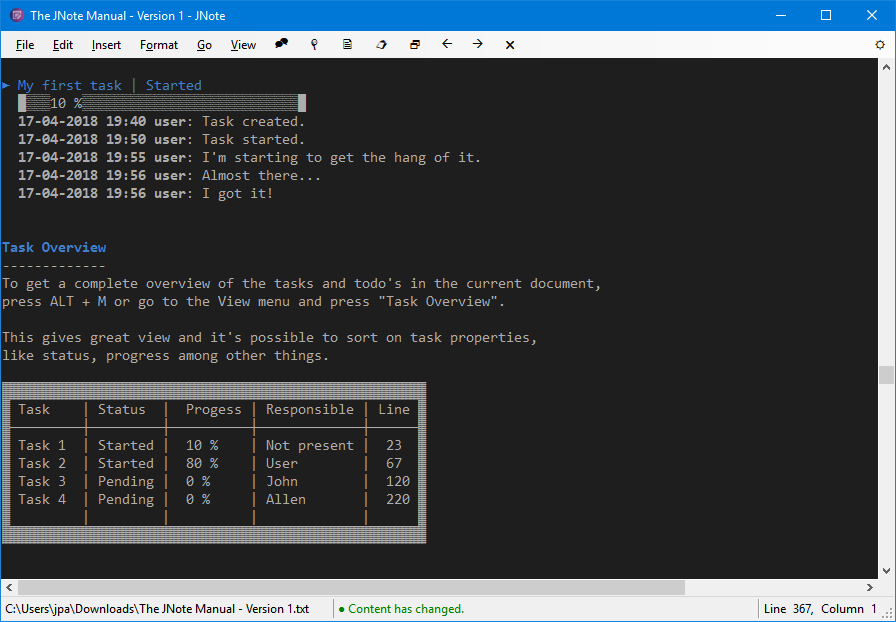 The JNote Manual - Version 1 - JNote
File Edit Insert Format Go View
My first task | Started
10 %
17-04-2018 19:40 user: Task created.
17-04-2018 19:50 user: Task started.
17-04-2018 19:55 user: I'm starting to get the hang of it.
17-04-2018 19:56 user: Almost there...
17-04-2018 19:56 user: I got it!
Task Overview
-------------
To get a complete overview of the tasks and todo's in the current document,
press ALT + M or go to the View menu and press "Task Overview".
This gives great view and it's possible to sort on task properties,
like status, progress among other things.
Task | Status | Progess | Responsible | Line
Task 1 | Started | 10 % | Not present | 23
Task 2 | Started | 80 % | User | 67
Task 3 | Pending | 0 % | John | 120
Task 4 | Pending | 0 % | Allen | 220
C:\Users\jpa\Downloads\The JNote Manual - Version 1.txt ● Content has changed. Line 367, Column 1